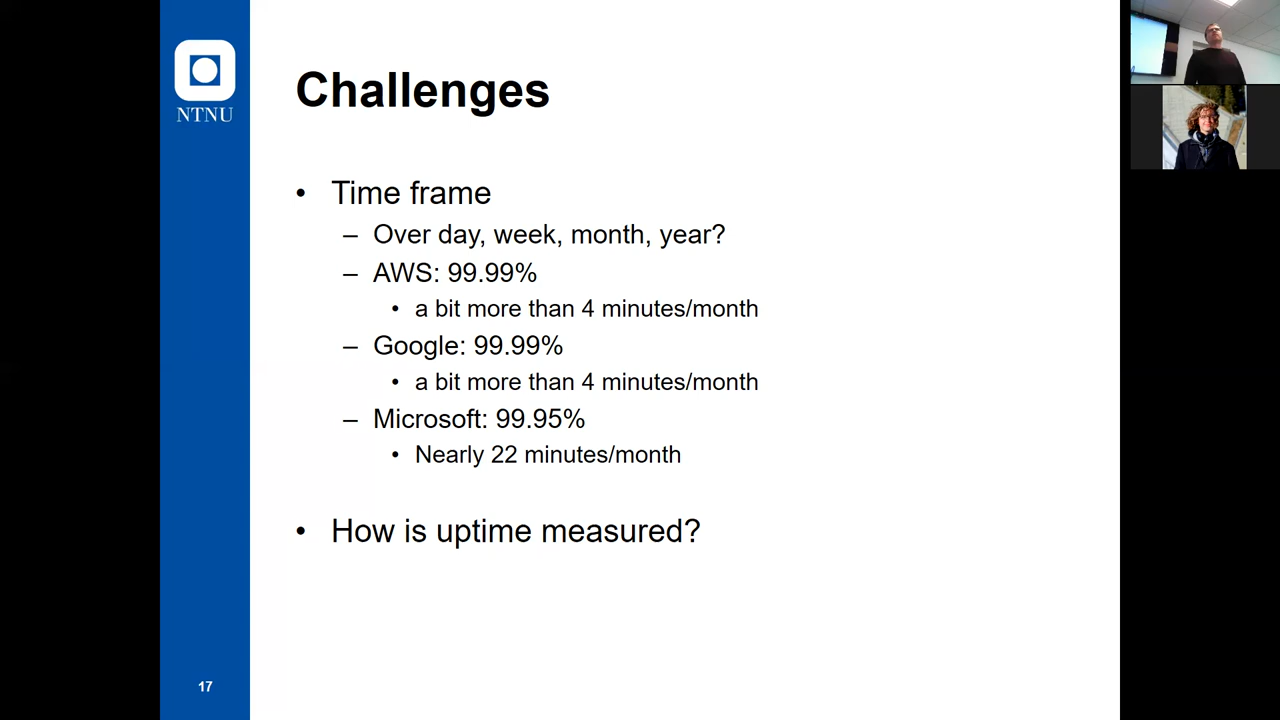 NTNU
Challenges
• Time frame
– Over day, week, month, year?
– AWS: 99.99%
• a bit more than 4 minutes/month
– Google: 99.99%
• a bit more than 4 minutes/month
– Microsoft: 99.95%
• Nearly 22 minutes/month
• How is uptime measured?
17